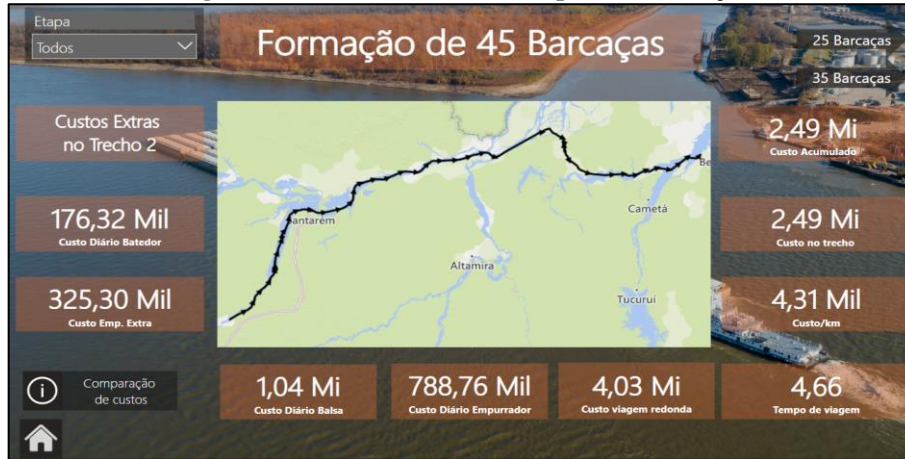 Etapa
Todos
Formação de 45 Barcaças
25 Barcaças
35 Barcaças
Custos Extras
no Trecho 2
176,32 Mil
Custo Diário Batedor
325,30 Mil
Custo Emp. Extra
Santarém
Altamira
Cametá
Tucuruí
Be
2,49 Mi
Custo Acumulado
2,49 Mi
Custo no trecho
4,31 Mil
Custo/km
Comparação
de custos
1,04 Mi
Custo Diário Balsa
788,76 Mil
Custo Diário Empurrador
4,03 Mi
Custo viagem redonda
4,66
Tempo de viagem